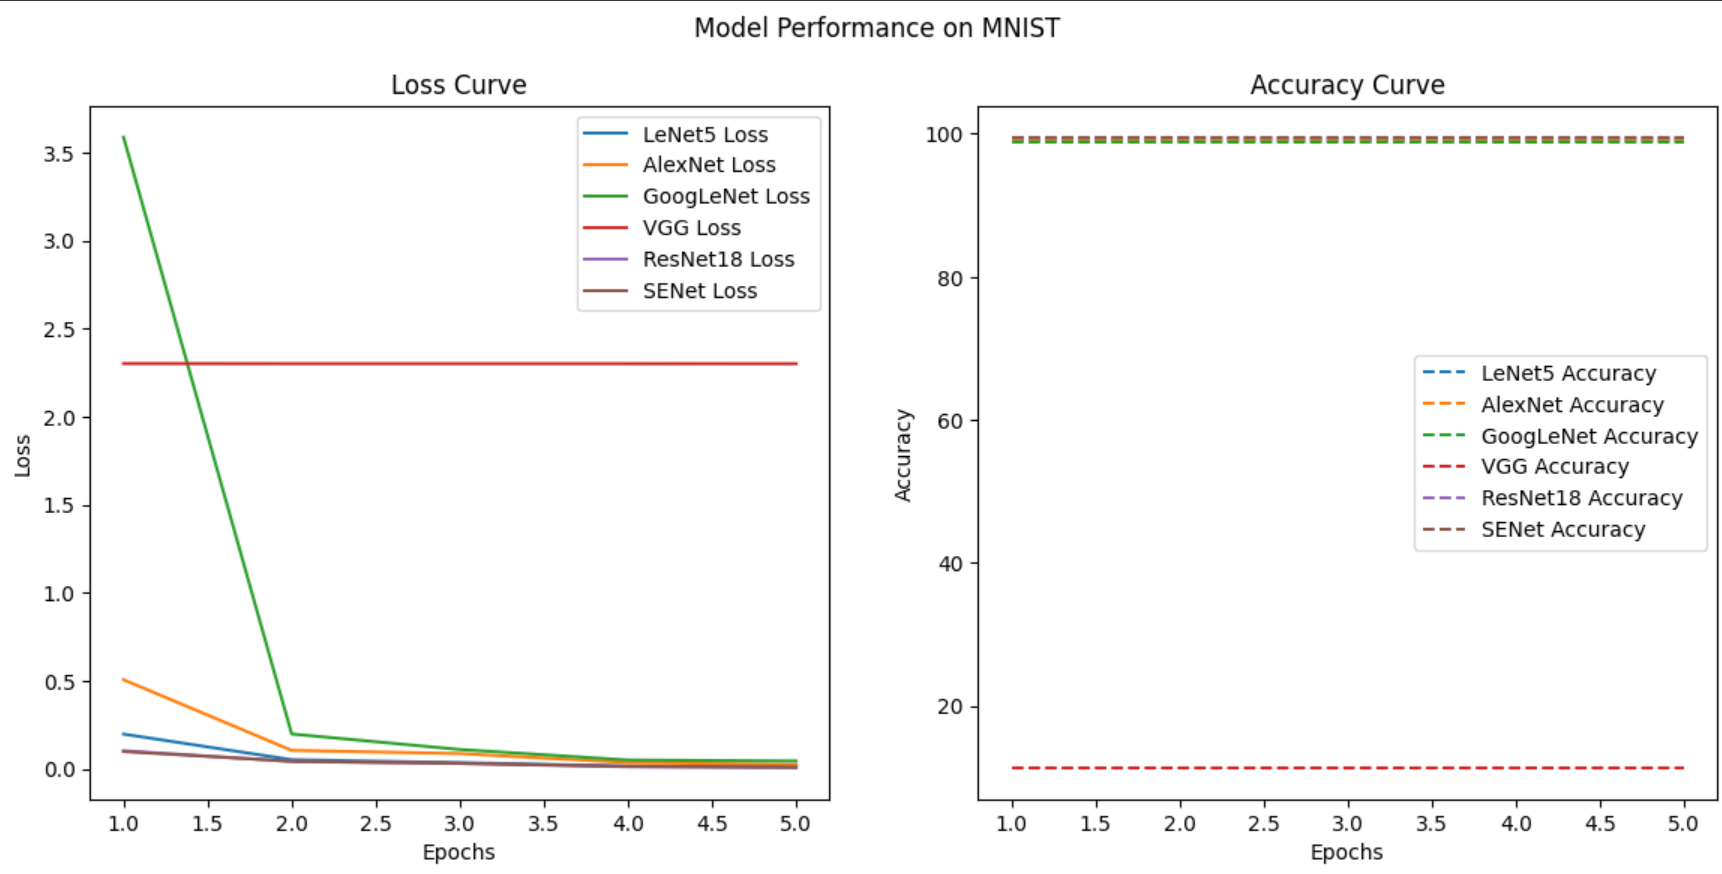 Model Performance on MNIST
Loss Curve
LeNet5 Loss
AlexNet Loss
GoogLeNet Loss
VGG Loss
ResNet18 Loss
SENet Loss
3.5
3.0
2.5
2.0
1.5
1.0
0.5
0.0
Loss
1.0 1.5 2.0 2.5 3.0 3.5 4.0 4.5 5.0
Epochs
Accuracy Curve
100
80
60
40
20
Accuracy
LeNet5 Accuracy
AlexNet Accuracy
GoogLeNet Accuracy
VGG Accuracy
ResNet18 Accuracy
SENet Accuracy
1.0 1.5 2.0 2.5 3.0 3.5 4.0 4.5 5.0
Epochs